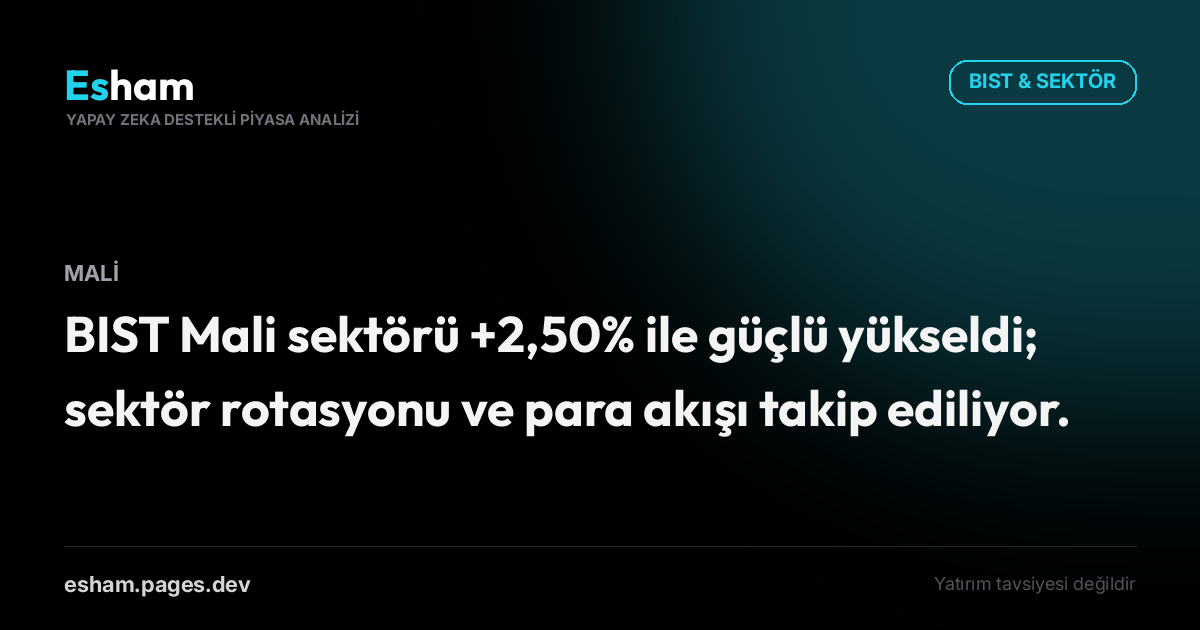 Esham
BIST & SEKTÖR
YAPAY ZEKA DESTEKLİ PİYASA ANALİZİ
MALİ
BIST Mali sektörü +2,50% ile güçlü yükseldi;
sektör rotasyonu ve para akışı takip ediliyor.
esham.pages.dev
Yatırım tavsiyesi değildir